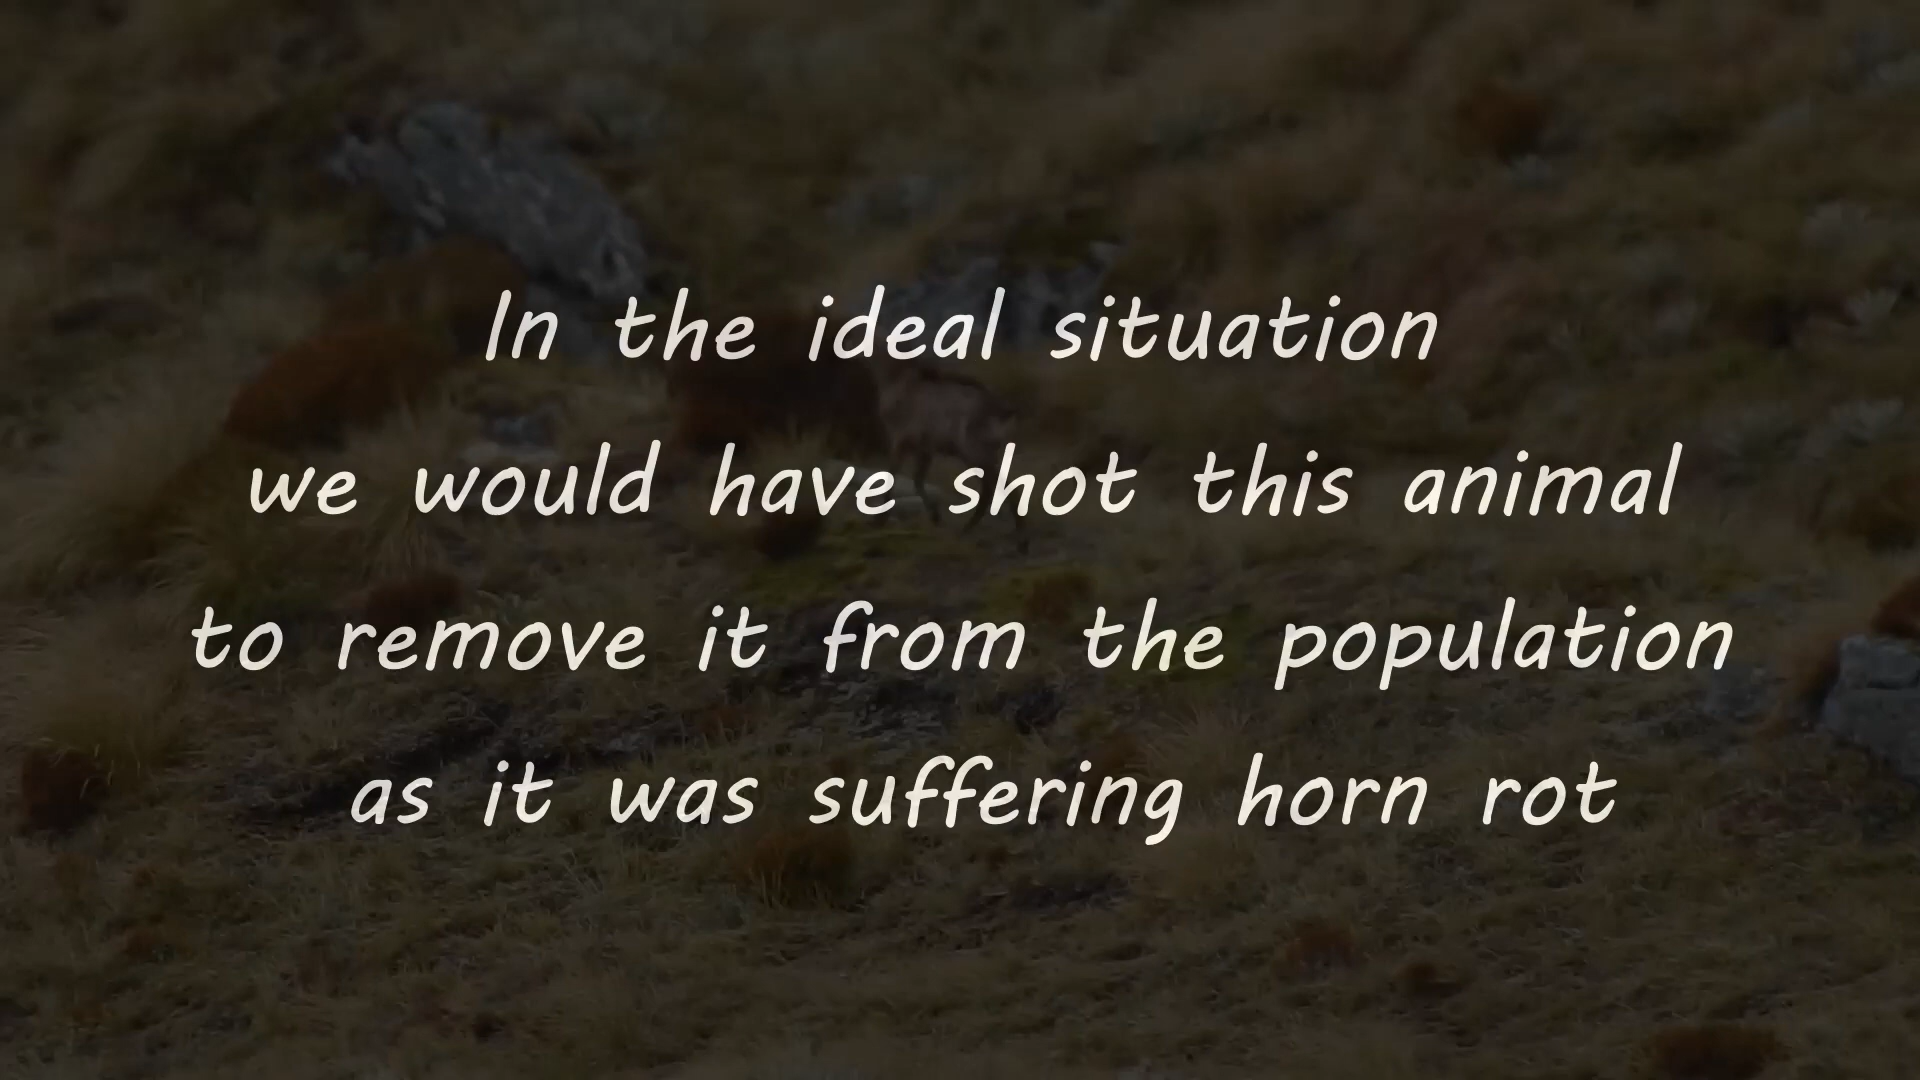 In the ideal situation
we would have shot this animal
to remove it from the population
as it was suffering horn rot